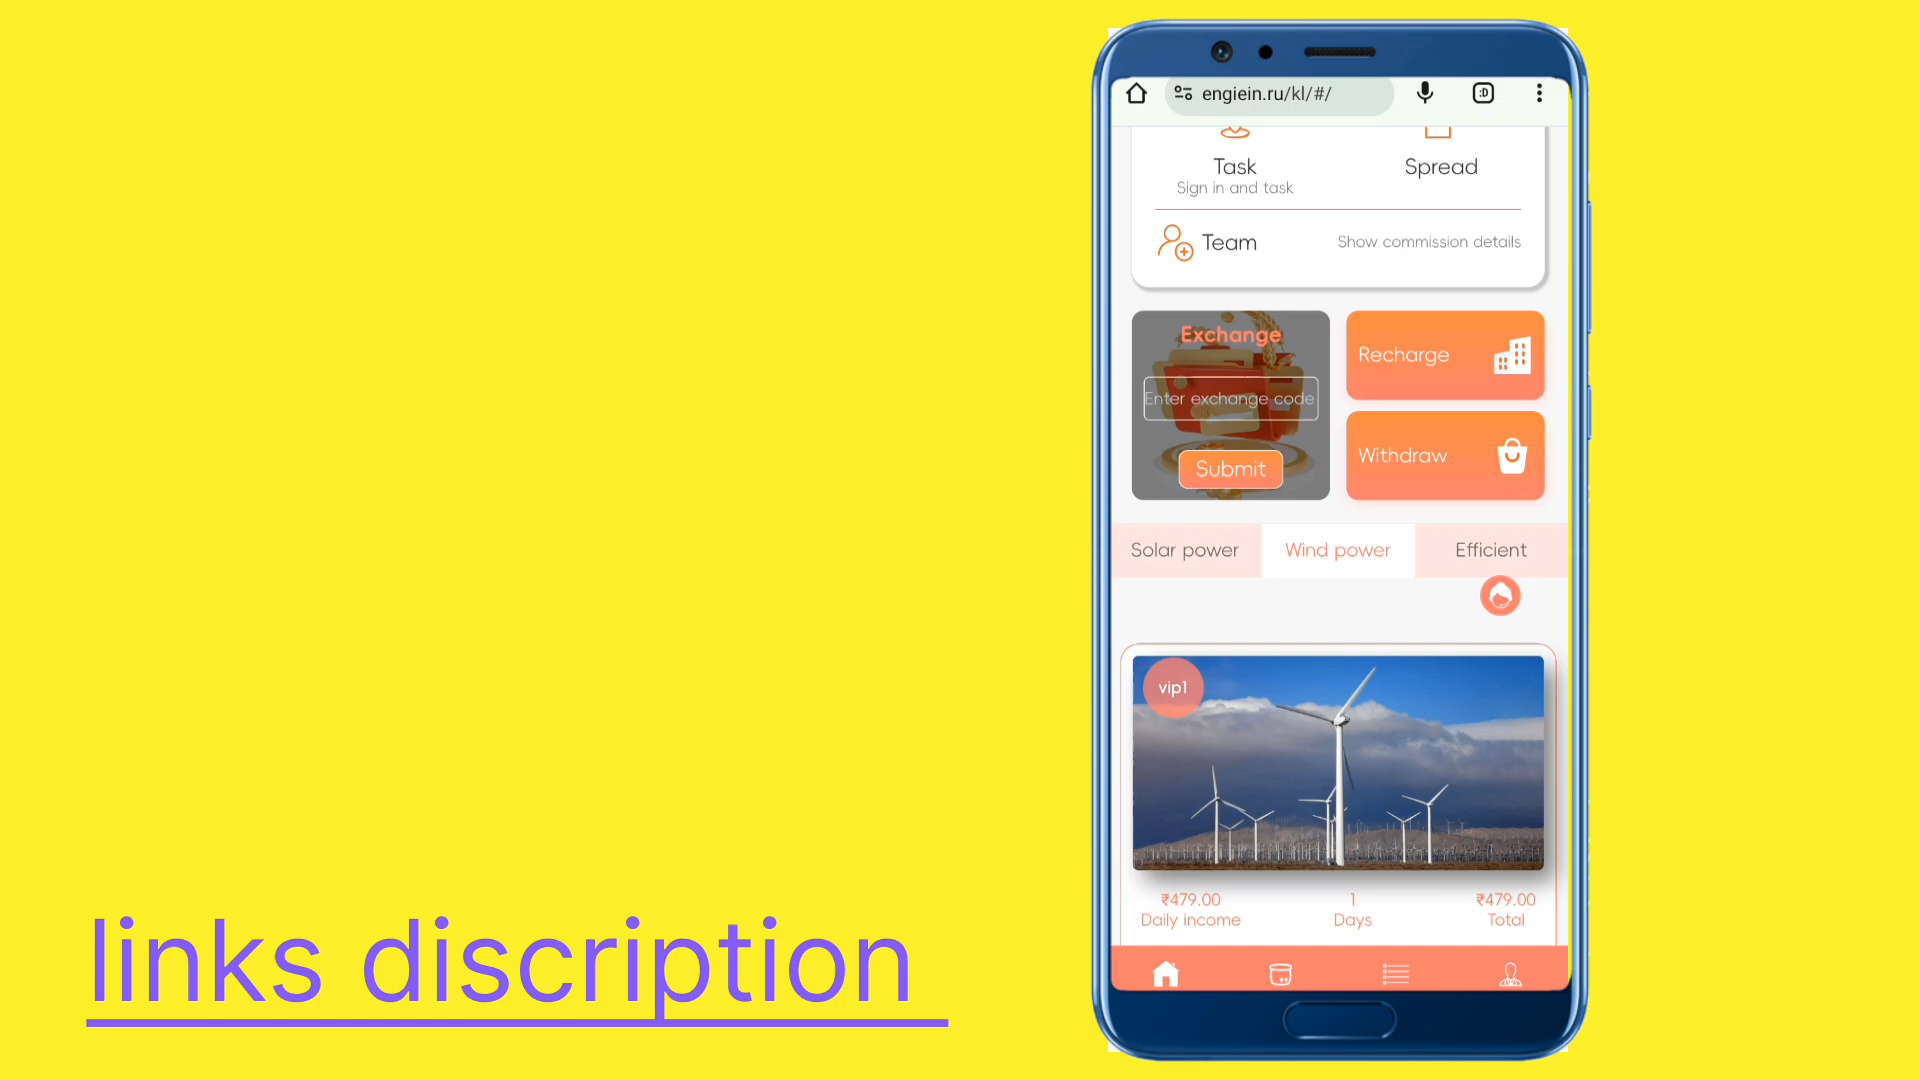 engiein.ru/kl/#/
:D
Task
Sign in and task
Spread
Team
Show commission details
Exchange
Enter exchange code
Submit
Recharge
Withdraw
Solar power
Wind power
Efficient
vip1
₹479.00
Daily income
1
Days
₹479.00
Total
links discription